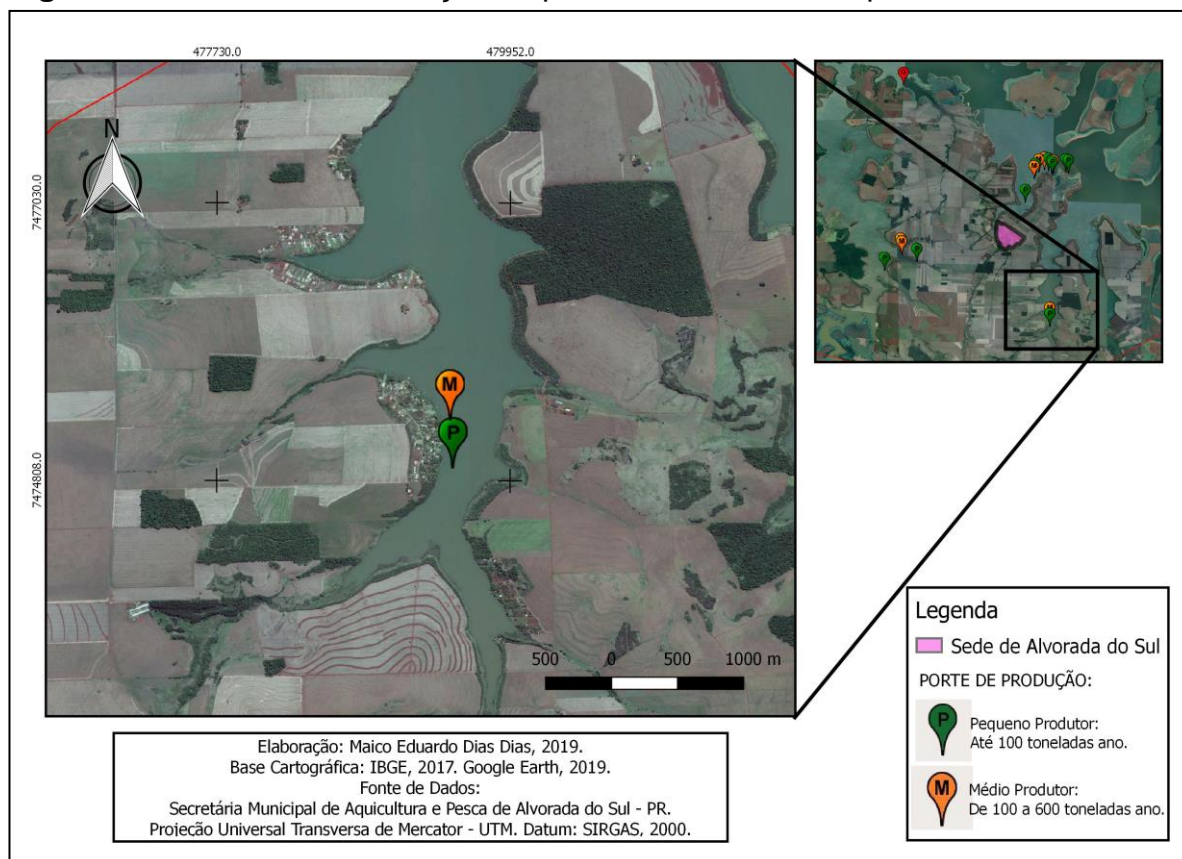 477730.0
479952.0
N
7477030.0
7474808.0
M
P
500 0 500 1000 m
Legenda
Sede de Alvorada do Sul
PORTE DE PRODUÇÃO:
P
Pequeno Produtor:
Até 100 toneladas ano.
M
Médio Produtor:
De 100 a 600 toneladas ano.
Elaboração: Maico Eduardo Dias Dias, 2019.
Base Cartográfica: IBGE, 2017. Google Earth, 2019.
Fonte de Dados:
Secretária Municipal de Aquicultura e Pesca de Alvorada do Sul - PR.
Projeção Universal Transversa de Mercator - UTM. Datum: SIRGAS, 2000.